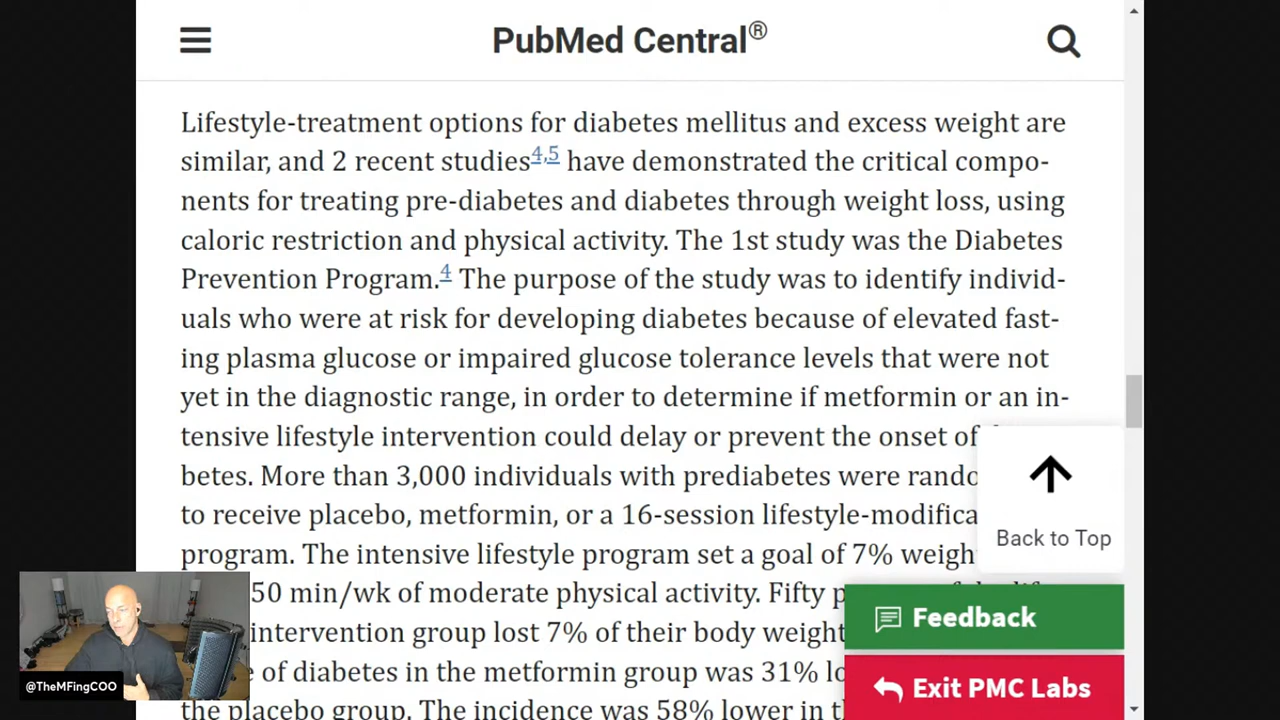 PubMed Central®
Lifestyle-treatment options for diabetes mellitus and excess weight are
similar, and 2 recent studies4,5 have demonstrated the critical compo-
nents for treating pre-diabetes and diabetes through weight loss, using
caloric restriction and physical activity. The 1st study was the Diabetes
Prevention Program.4 The purpose of the study was to identify individ-
uals who were at risk for developing diabetes because of elevated fast-
ing plasma glucose or impaired glucose tolerance levels that were not
yet in the diagnostic range, in order to determine if metformin or an in-
tensive lifestyle intervention could delay or prevent the onset of
betes. More than 3,000 individuals with prediabetes were rando
to receive placebo, metformin, or a 16-session lifestyle-modifica
program. The intensive lifestyle program set a goal of 7% weigh
50 min/wk of moderate physical activity. Fifty p
intervention group lost 7% of their body weight
e of diabetes in the metformin group was 31% lo
the placebo group. The incidence was 58% lower in th
Back to Top
Feedback
Exit PMC Labs
@TheMFingCOO